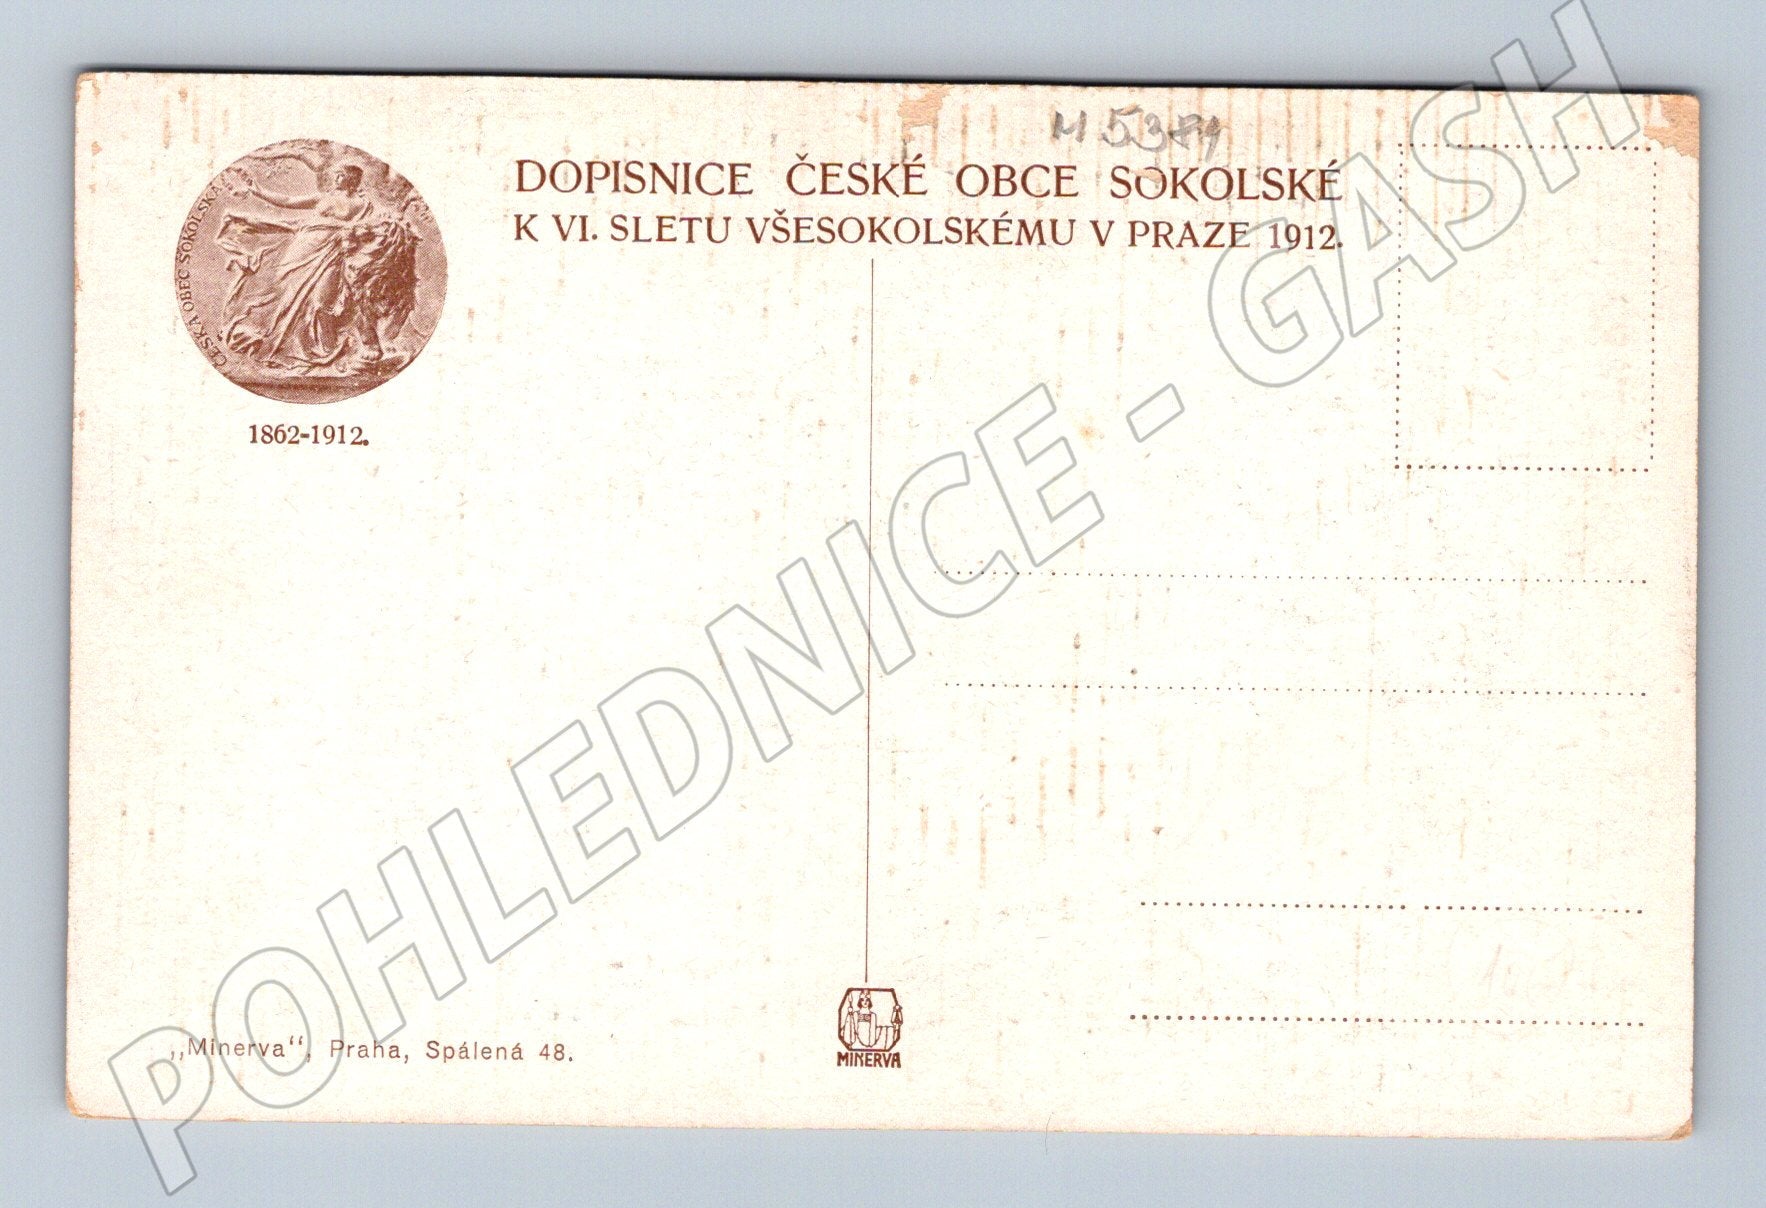 M 5371
DOPISNICE ČESKÉ OBCE SOKOLSKÉ
K VI. SLETU VŠESOKOLSKÉMU V PRAZE 1912.
ČESKÁ OBEC SOKOLSKÁ
1862-1912.
POHLEDNICE - GASH
„Minerva“, Praha, Spálená 48.
MINERVA